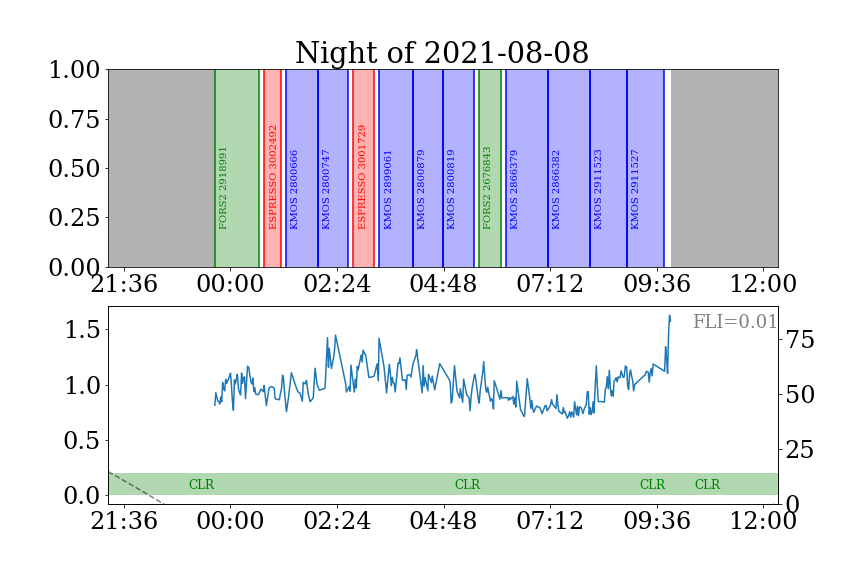 Night of 2021-08-08
1.00
0.75
0.50
0.25
0.00
FORS2 2918991
ESPRESSO 3002492
KMOS 2800666
KMOS 2800747
ESPRESSO 3001729
KMOS 2899061
KMOS 2800879
KMOS 2800819
FORS2 2676843
KMOS 2866379
KMOS 2866382
KMOS 2911523
KMOS 2911527
21:36 00:00 02:24 04:48 07:12 09:36 12:00
FLI=0.01
1.5
1.0
0.5
0.0
75
50
25
0
CLR CLR CLR CLR
21:36 00:00 02:24 04:48 07:12 09:36 12:00